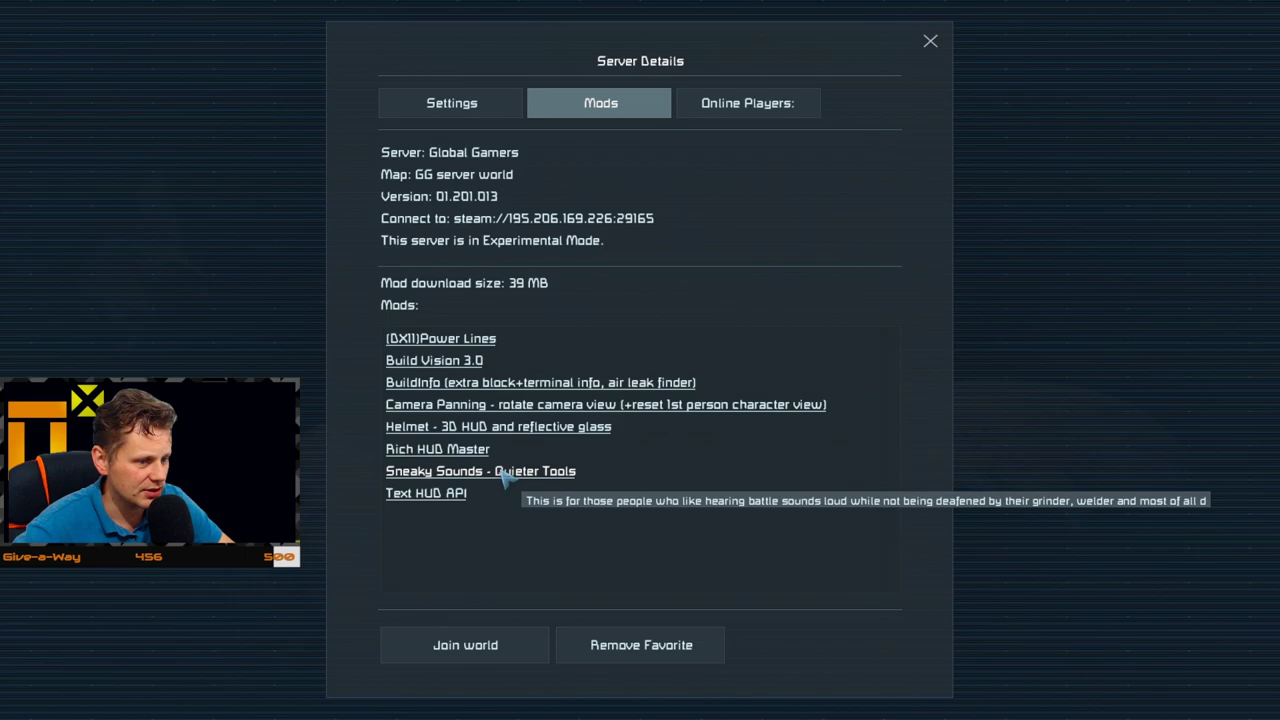 Server Details
Settings
Mods
Online Players:
Server: Global Gamers
Map: GG server world
Version: 01.201.013
Connect to: steam://195.206.169.226:29165
This server is in Experimental Mode.
Mod download size: 39 MB
Mods:
(DX11)Power Lines
Build Vision 3.0
BuildInfo (extra block+terminal info, air leak finder)
Camera Panning - rotate camera view (+reset 1st person character view)
Helmet - 3D HUD and reflective glass
Rich HUD Master
Sneaky Sounds - Quieter Tools
Text HUD API
This is for those people who like hearing battle sounds loud while not being deafened by their grinder, welder and most of all d
Give-a-Way 456 500
Join world
Remove Favorite